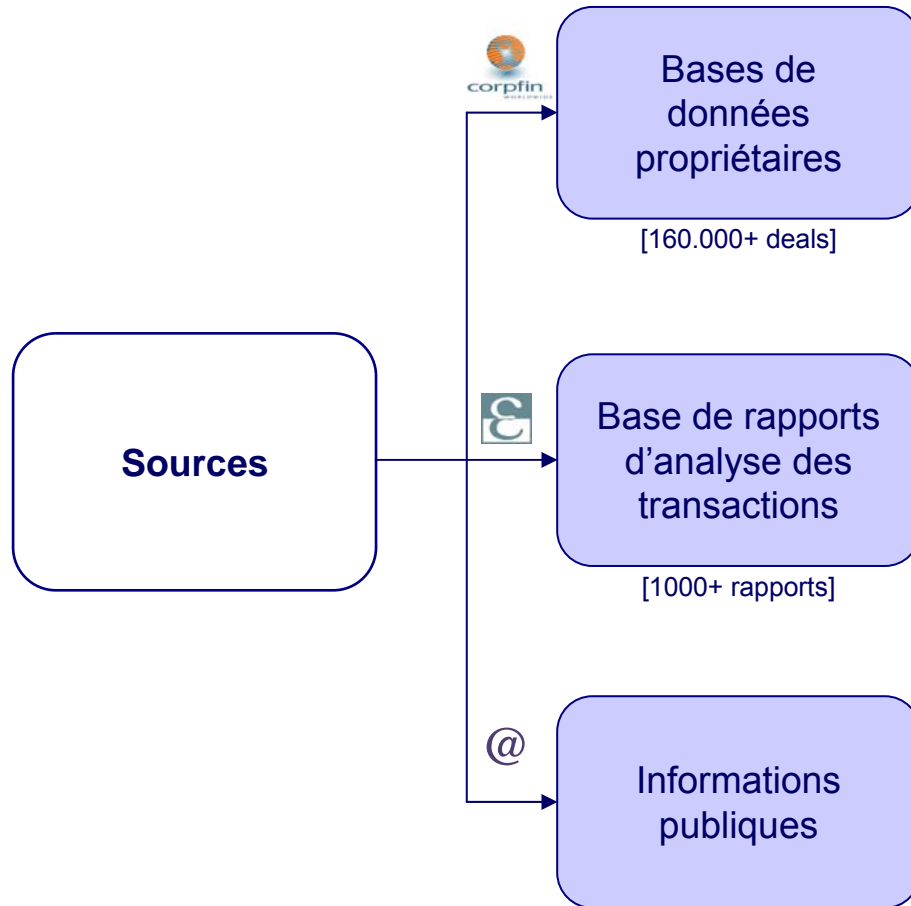 corpfin
WORLDWIDE
Bases de
données
propriétaires
[160.000+ deals]
Sources
Base de rapports
d’analyse des
transactions
[1000+ rapports]
@
Informations
publiques